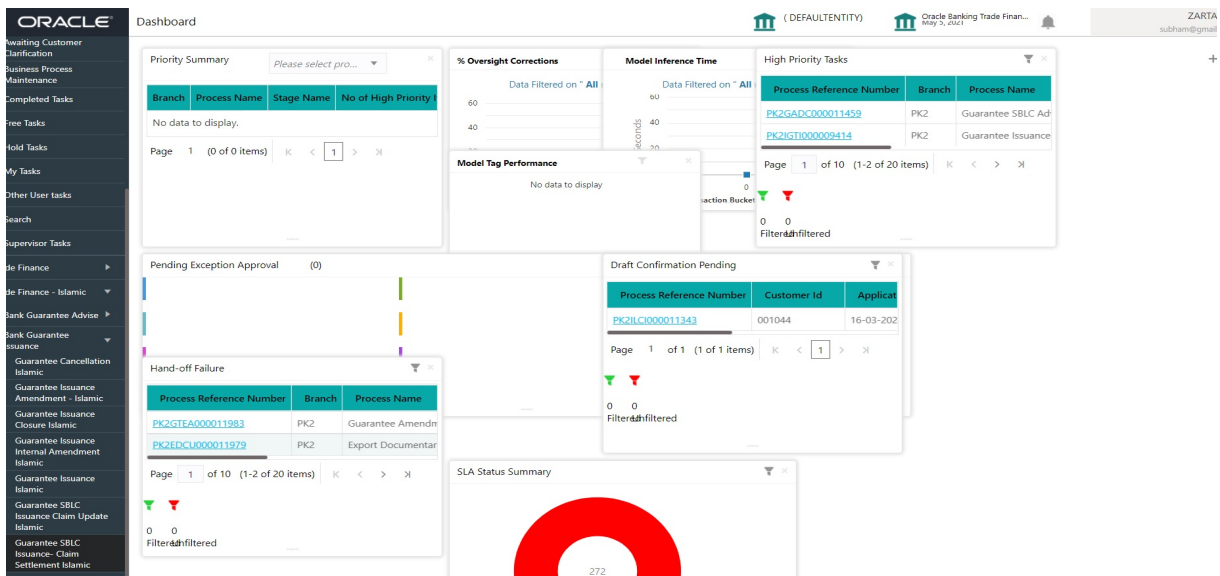 ORACLE
Dashboard
( DEFAULTENTITY)
Oracle Banking Trade Finan...
May 5, 2021
ZARTA
subham@gmail
Awaiting Customer
Clarification
Business Process
Maintenance
Completed Tasks
Free Tasks
Hold Tasks
My Tasks
Other User tasks
Search
Supervisor Tasks
de Finance
de Finance - Islamic
Bank Guarantee Advise
Bank Guarantee
Issuance
Guarantee Cancellation
Islamic
Guarantee Issuance
Amendment - Islamic
Guarantee Issuance
Closure Islamic
Guarantee Issuance
Internal Amendment
Islamic
Guarantee Issuance
Islamic
Guarantee SBLC
Issuance Claim Update
Islamic
Guarantee SBLC
Issuance- Claim
Settlement Islamic
Priority Summary
Please select pro...
Branch Process Name Stage Name No of High Priority
No data to display.
Page 1 (0 of 0 items) 1
% Oversight Corrections
Data Filtered on " All
60
40
Model Inference Time
Data Filtered on " All
60
40
20
0
0
Seconds
action Bucket
Model Tag Performance
No data to display
High Priority Tasks
Process Reference Number Branch Process Name
PK2GADC000011459 PK2 Guarantee SBLC Ad
PK2IGTI000009414 PK2 Guarantee Issuance
Page 1 of 10 (1-2 of 20 items)
0 0
Filtered Unfiltered
Pending Exception Approval (0)
Draft Confirmation Pending
Process Reference Number Customer Id Applicat
PK2ILCI000011343 001044 16-03-202
Page 1 of 1 (1 of 1 items) 1
0 0
Filtered Unfiltered
Hand-off Failure
Process Reference Number Branch Process Name
PK2GTEA000011983 PK2 Guarantee Amendm
PK2EDCU000011979 PK2 Export Documentar
Page 1 of 10 (1-2 of 20 items)
0 0
Filtered Unfiltered
SLA Status Summary
272